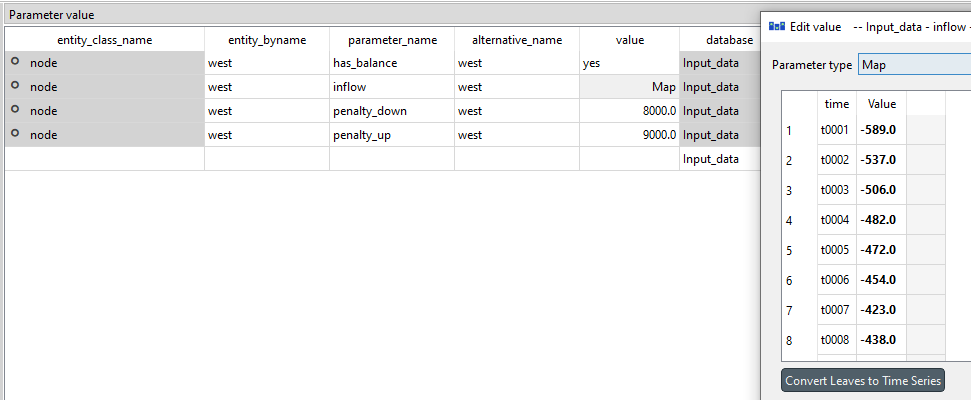 Parameter value
entity_class_name entity_byname parameter_name alternative_name value database
node west has_balance west yes Input_data
node west inflow west Map Input_data
node west penalty_down west 8000.0 Input_data
node west penalty_up west 9000.0 Input_data
Input_data
Edit value -- Input_data - inflow -
Parameter type Map
time Value
1 t0001 -589.0
2 t0002 -537.0
3 t0003 -506.0
4 t0004 -482.0
5 t0005 -472.0
6 t0006 -454.0
7 t0007 -423.0
8 t0008 -438.0
Convert Leaves to Time Series